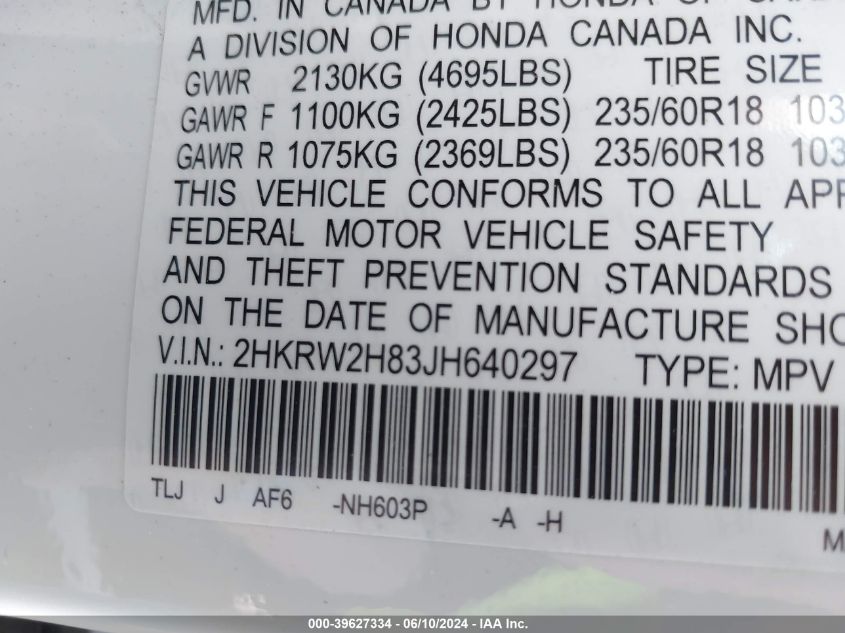 MFD. IN CANADA BY HONDA OF
A DIVISION OF HONDA CANADA INC.
GVWR 2130KG (4695LBS) TIRE SIZE
GAWR F 1100KG (2425LBS) 235/60R18 103
GAWR R 1075KG (2369LBS) 235/60R18 103
THIS VEHICLE CONFORMS TO ALL APP
FEDERAL MOTOR VEHICLE SAFETY
AND THEFT PREVENTION STANDARDS
ON THE DATE OF MANUFACTURE SHO
V.I.N.: 2HKRW2H83JH640297 TYPE: MPV
TLJ J AF6 -NH603P -A -H
M
000-39627334 - 06/10/2024 - IAA Inc.